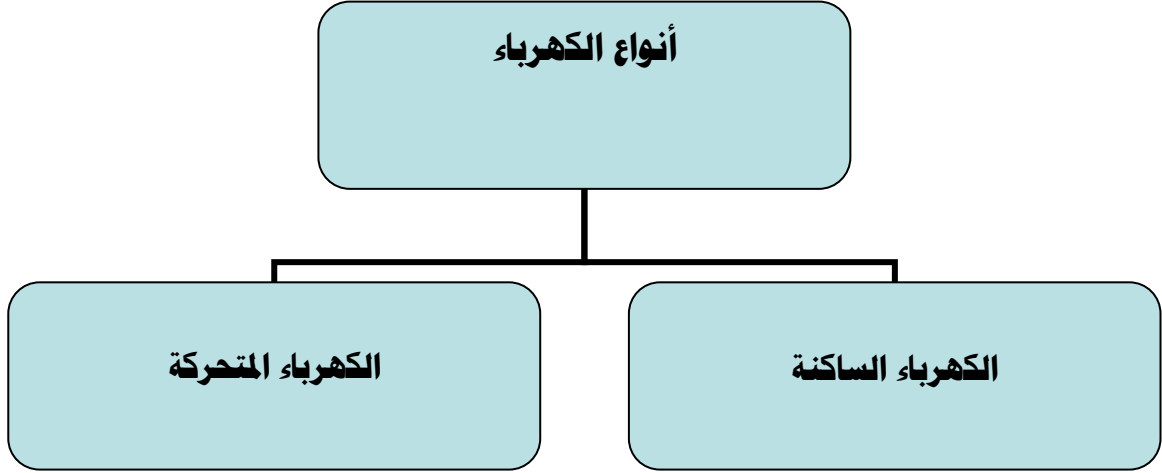 أنواع الكهرباء
الكهرباء الساكنة
الكهرباء المتحركة